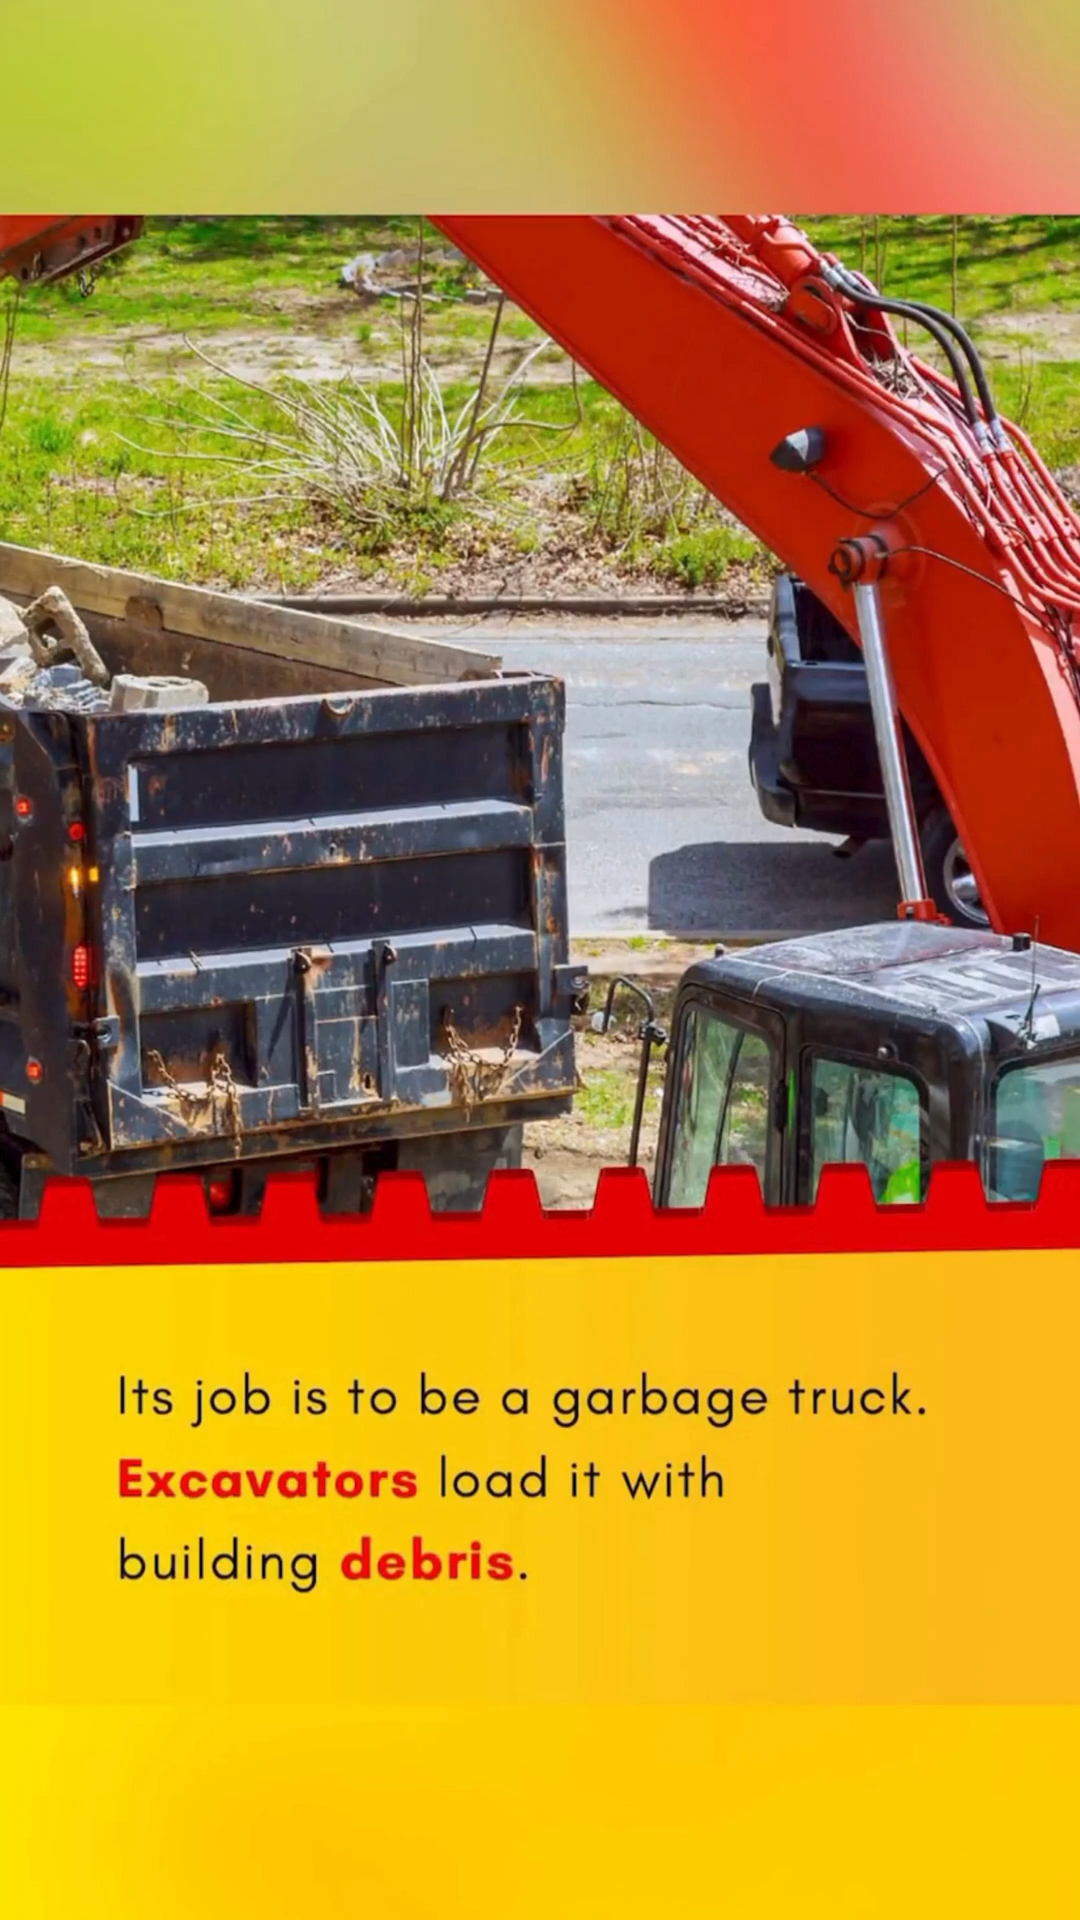 Its job is to be a garbage truck.
Excavators load it with
building debris.